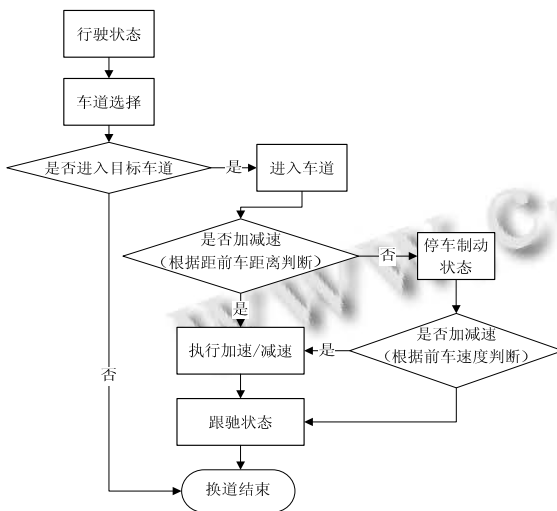 行驶状态
车道选择
是否进入目标车道
是
进入车道
是否加减速
（根据距前车距离判断）
否
停车制动
状态
是
是否加减速
（根据前车速度判断）
执行加速/减速
是
否
跟驰状态
换道结束
www.c